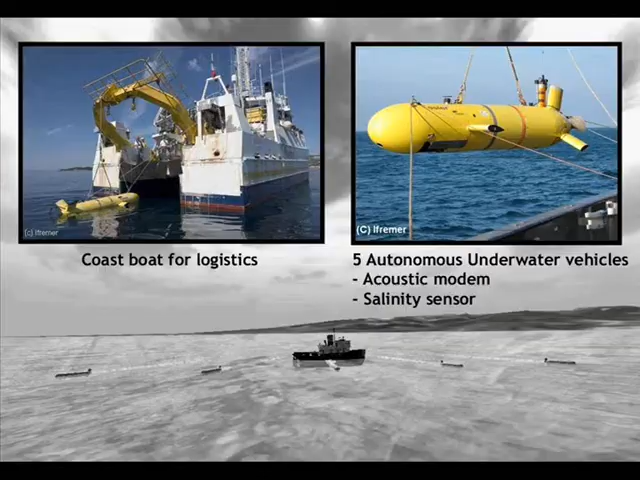 (c) Ifremer
(C) Ifremer
Coast boat for logistics
5 Autonomous Underwater vehicles
- Acoustic modem
- Salinity sensor